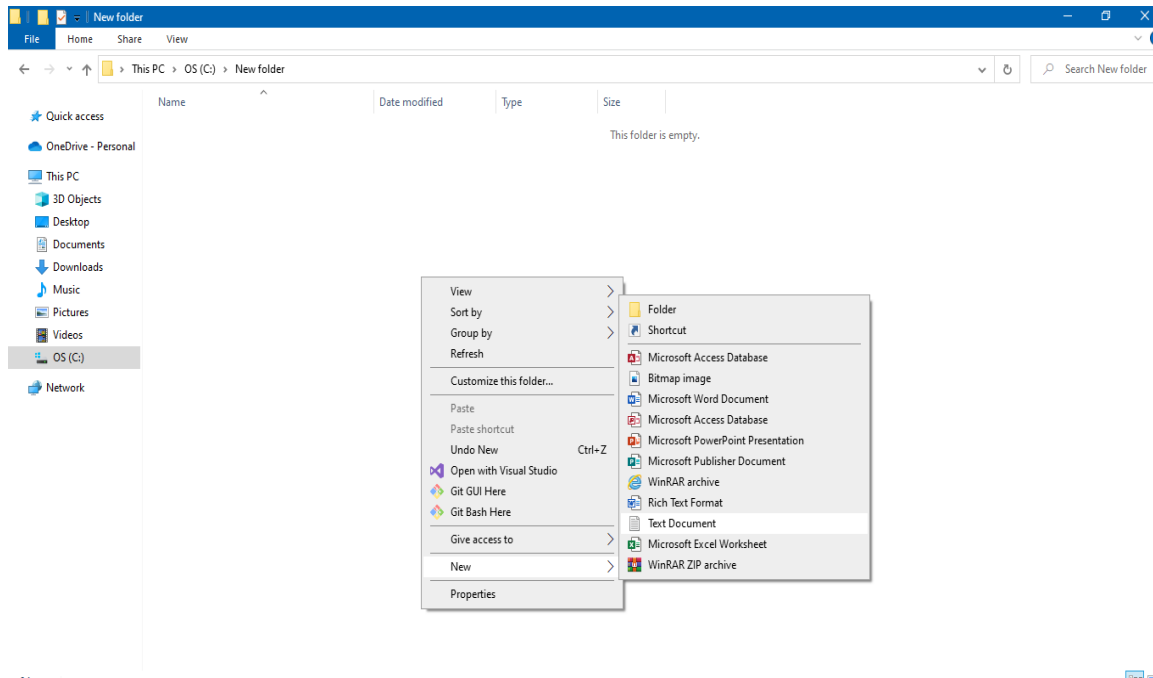 New folder
File Home Share View
This PC > OS (C:) > New folder
Search New folder
Name Date modified Type Size
This folder is empty.
Quick access
OneDrive - Personal
This PC
3D Objects
Desktop
Documents
Downloads
Music
Pictures
Videos
OS (C:)
Network
View
Sort by
Group by
Refresh
Customize this folder...
Paste
Paste shortcut
Undo New Ctrl+Z
Open with Visual Studio
Git GUI Here
Git Bash Here
Give access to
New
Properties
Folder
Shortcut
Microsoft Access Database
Bitmap image
Microsoft Word Document
Microsoft Access Database
Microsoft PowerPoint Presentation
Microsoft Publisher Document
WinRAR archive
Rich Text Format
Text Document
Microsoft Excel Worksheet
WinRAR ZIP archive